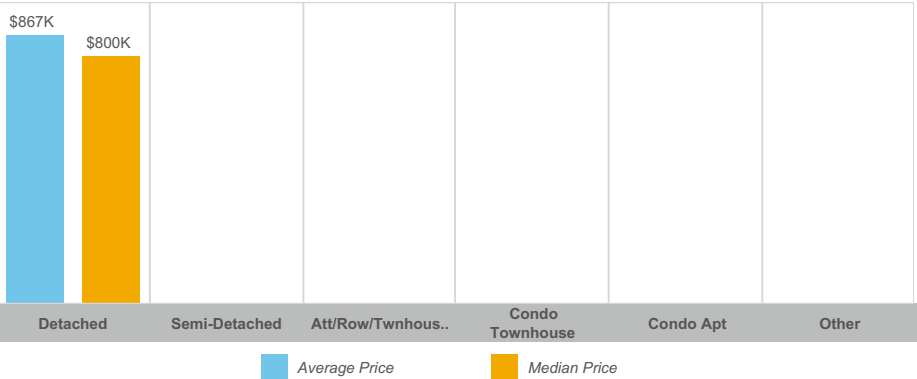 $867K
$800K
Detached
Semi-Detached
Att/Row/Twnhous..
Condo
Townhouse
Condo Apt
Other
Average Price
Median Price